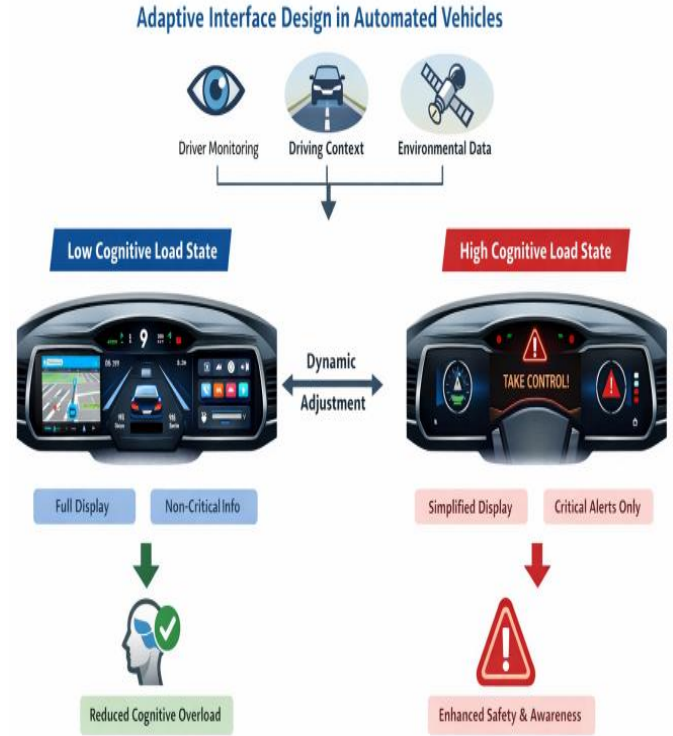 Adaptive Interface Design in Automated Vehicles
Driver Monitoring
Driving Context
Environmental Data
Low Cognitive Load State
High Cognitive Load State
9
Dynamic
Adjustment
TAKE CONTROL!
Full Display
Non-Critical Info
Simplified Display
Critical Alerts Only
Reduced Cognitive Overload
Enhanced Safety & Awareness